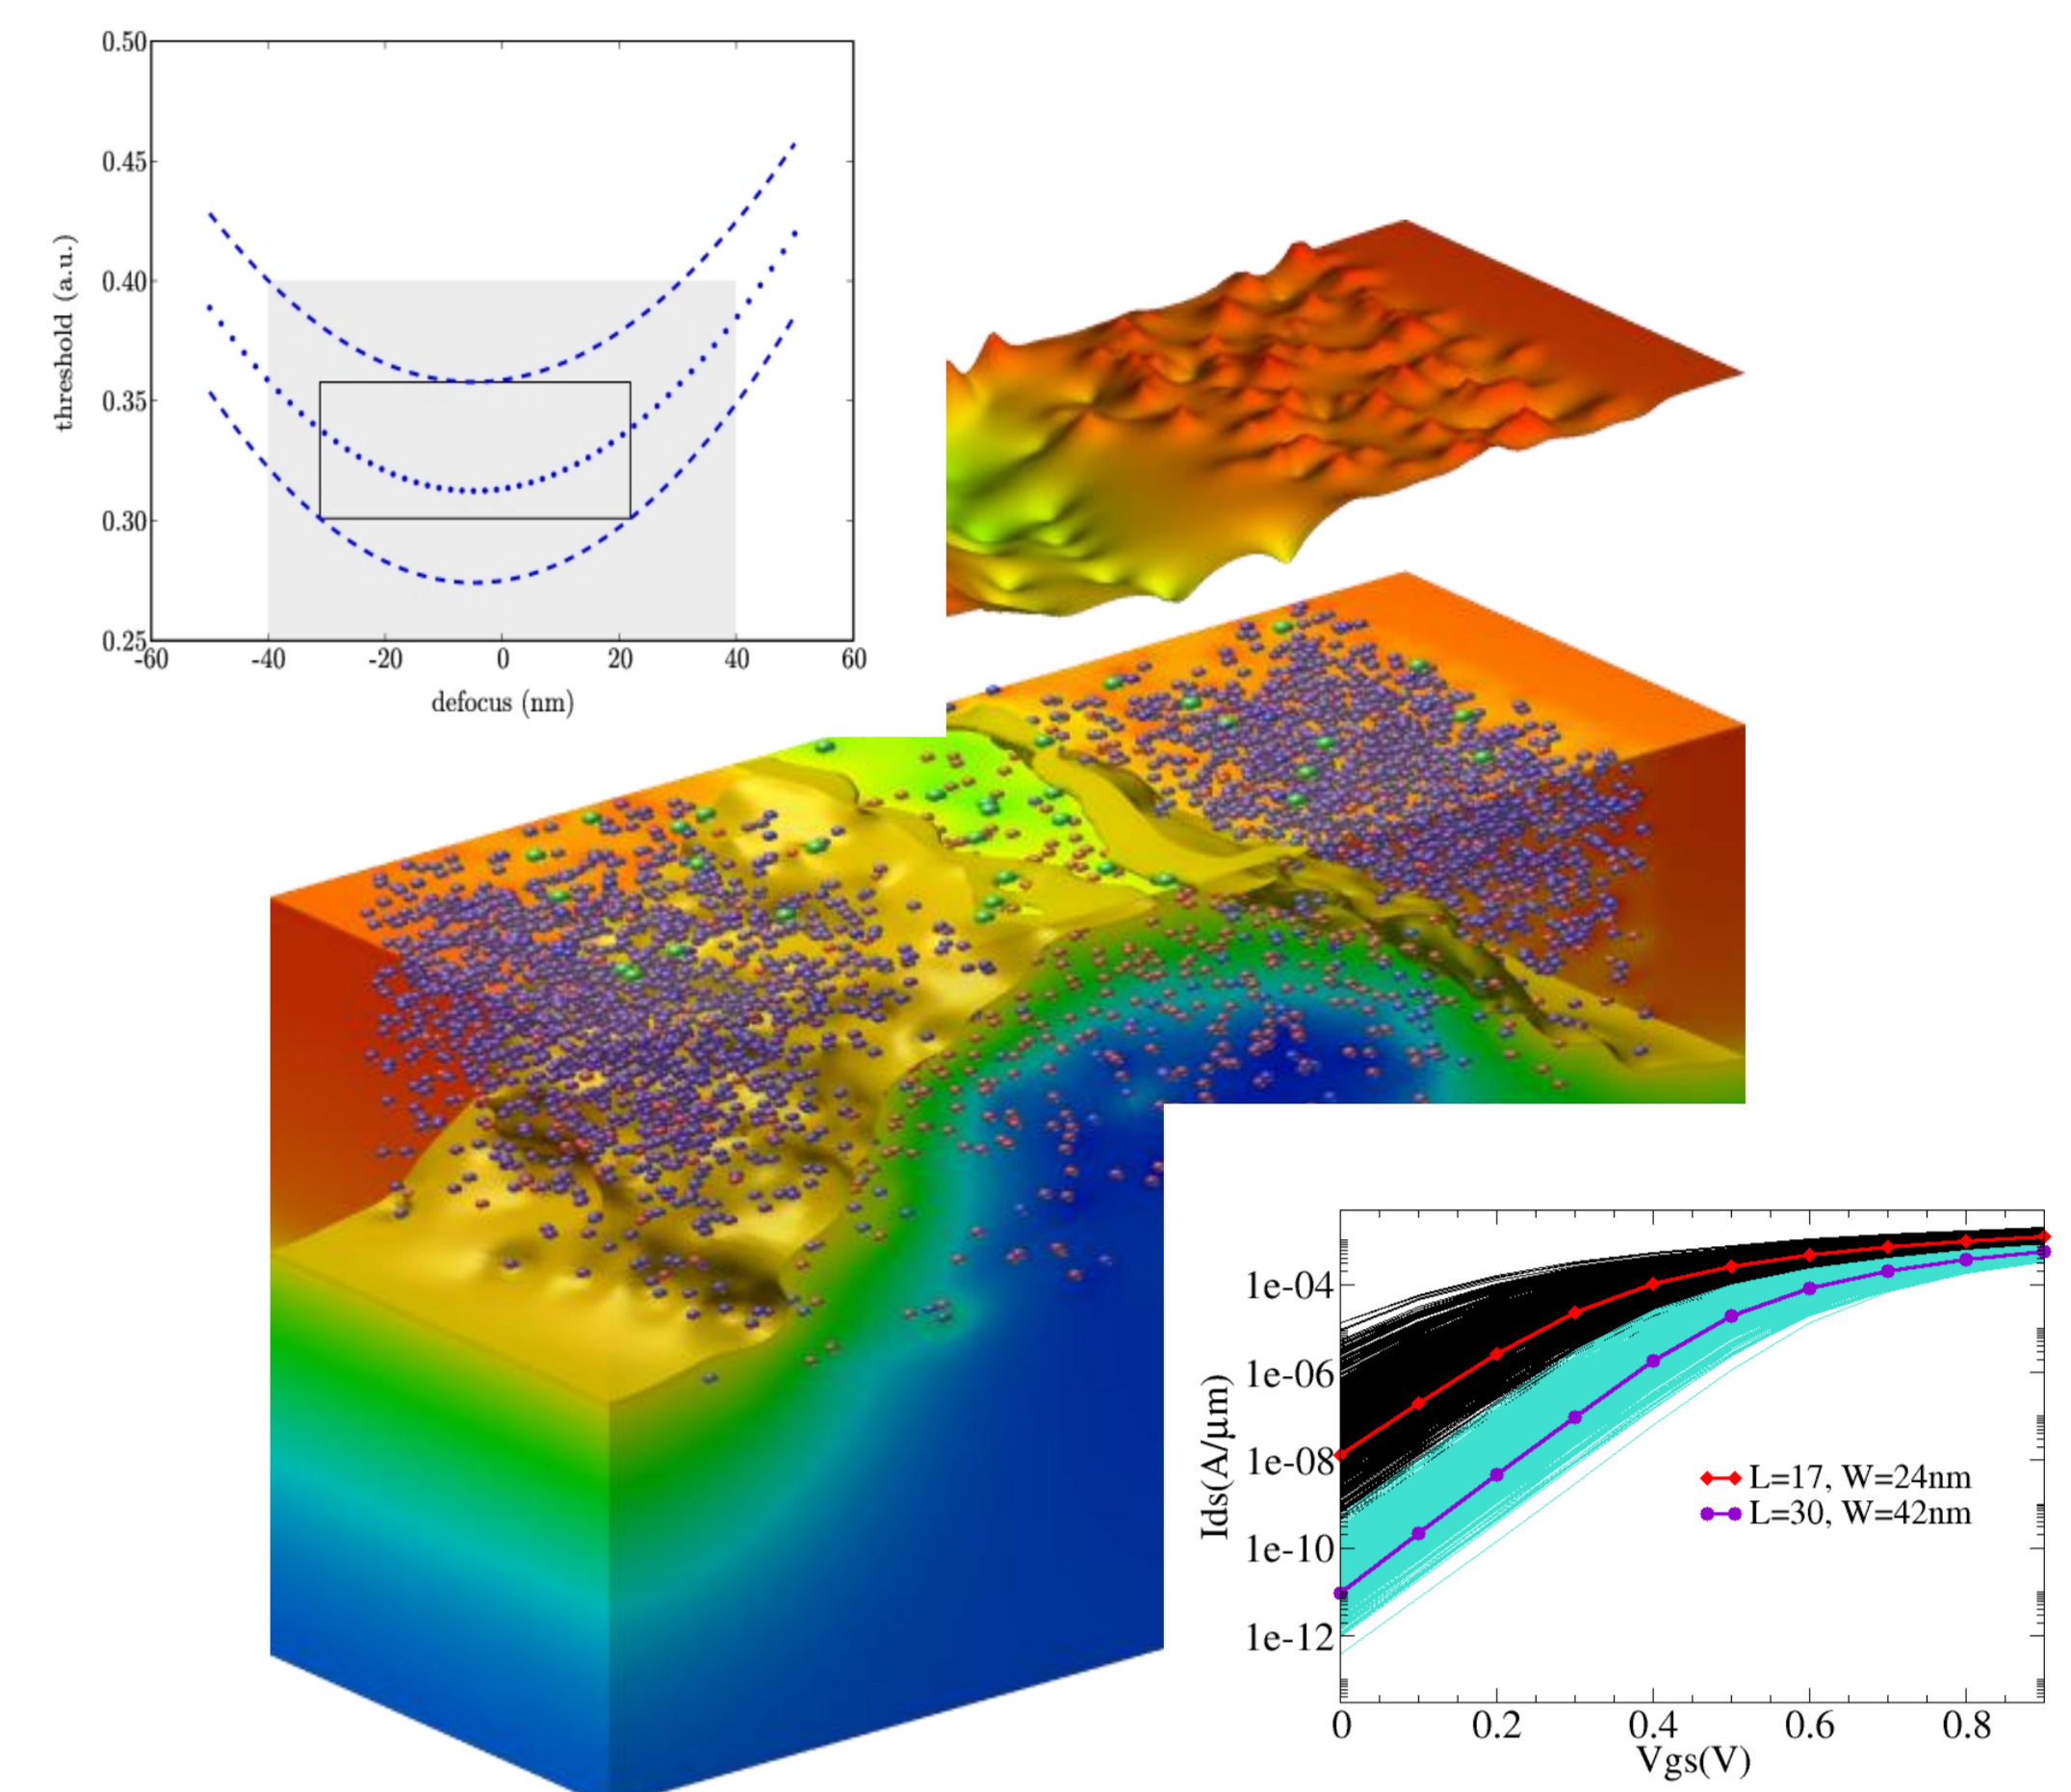 0.50
0.45
0.40
0.35
0.30
0.25
threshold (a.u.)
-60 -40 -20 0 20 40 60
defocus (nm)
1e-04
1e-06
1e-08
1e-10
1e-12
Ids(A/μm)
L=17, W=24nm
L=30, W=42nm
0 0.2 0.4 0.6 0.8
Vgs(V)